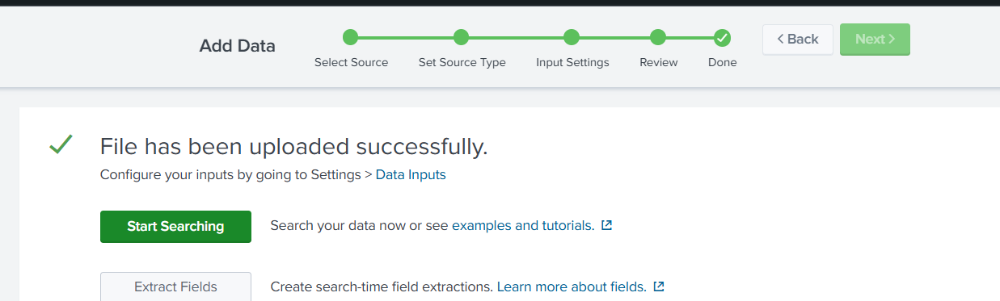 Add Data
Select Source
Set Source Type
Input Settings
Review
Done
< Back
Next >
File has been uploaded successfully.
Configure your inputs by going to Settings > Data Inputs
Start Searching
Search your data now or see examples and tutorials.
Extract Fields
Create search-time field extractions. Learn more about fields.